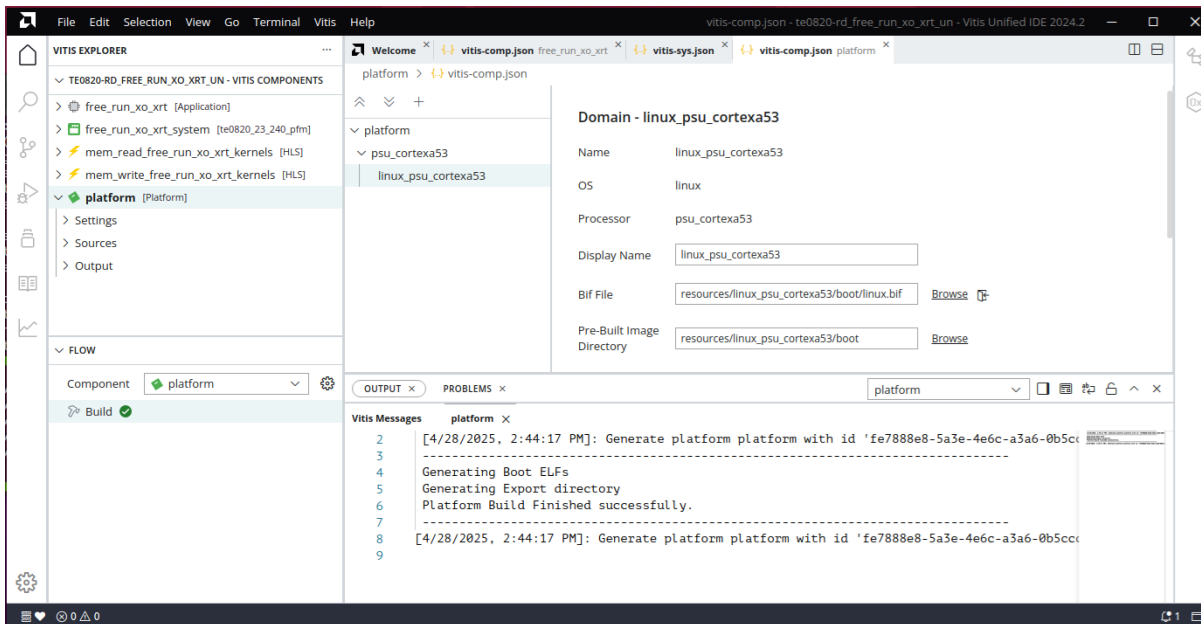 File Edit Selection View Go Terminal Vitis Help vitis-comp.json - te0820-rd_free_run_xo_xrt_un - Vitis Unified IDE 2024.2
VITIS EXPLORER
TE0820-RD_FREE_RUN_XO_XRT_UN - VITIS COMPONENTS
free_run_xo_xrt [Application]
free_run_xo_xrt_system [te0820_23_240_pfm]
mem_read_free_run_xo_xrt_kernels [HLS]
mem_write_free_run_xo_xrt_kernels [HLS]
platform [Platform]
Settings
Sources
Output
FLOW
Component platform
Build
Welcome vitis-comp.json free_run_xo_xrt vitis-sys.json vitis-comp.json platform
platform > {..} vitis-comp.json
platform
psu_cortexa53
linux_psu_cortexa53
Domain - linux_psu_cortexa53
Name linux_psu_cortexa53
OS linux
Processor psu_cortexa53
Display Name linux_psu_cortexa53
Bif File resources/linux_psu_cortexa53/boot/linux.bif Browse
Pre-Built Image
Directory resources/linux_psu_cortexa53/boot Browse
OUTPUT PROBLEMS platform
Vitis Messages platform
2 [4/28/2025, 2:44:17 PM]: Generate platform platform with id 'fe7888e8-5a3e-4e6c-a3a6-0b5ccc
3 --------------------------------------------------------------------------------
4 Generating Boot ELFs
5 Generating Export directory
6 Platform Build Finished successfully.
7 --------------------------------------------------------------------------------
8 [4/28/2025, 2:44:17 PM]: Generate platform platform with id 'fe7888e8-5a3e-4e6c-a3a6-0b5ccc
9
0 0 1